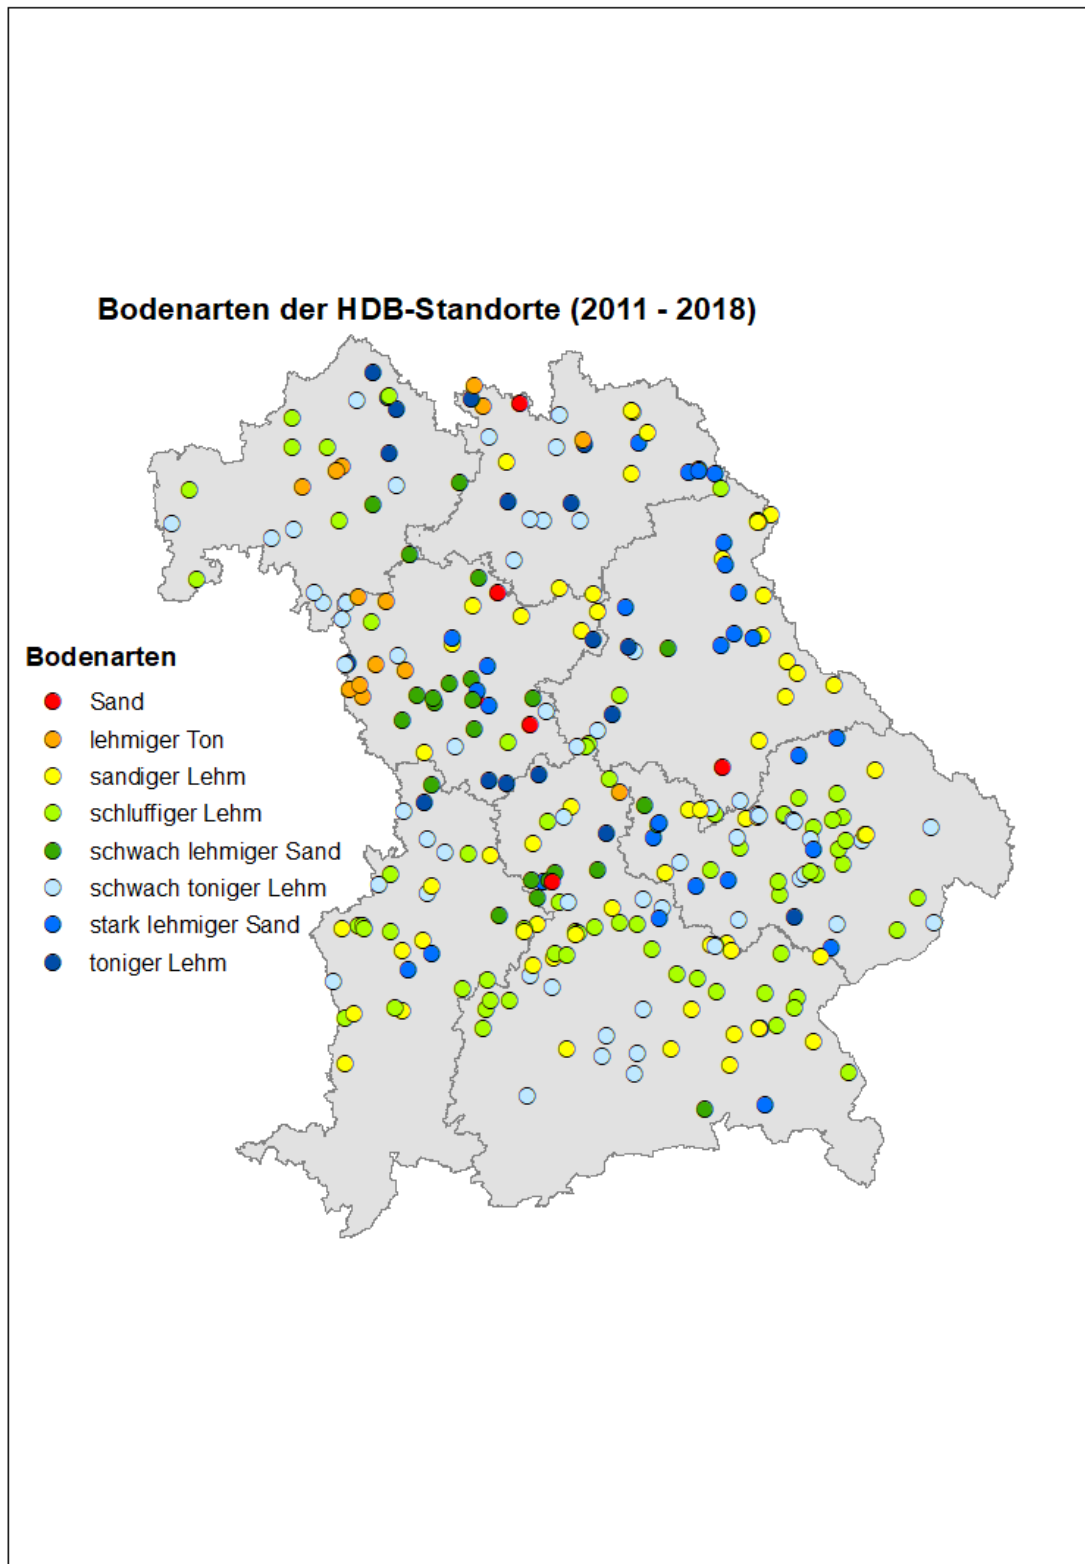 Bodenarten der HDB-Standorte (2011 - 2018)
Bodenarten
Sand
lehmiger Ton
sandiger Lehm
schluffiger Lehm
schwach lehmiger Sand
schwach toniger Lehm
stark lehmiger Sand
toniger Lehm